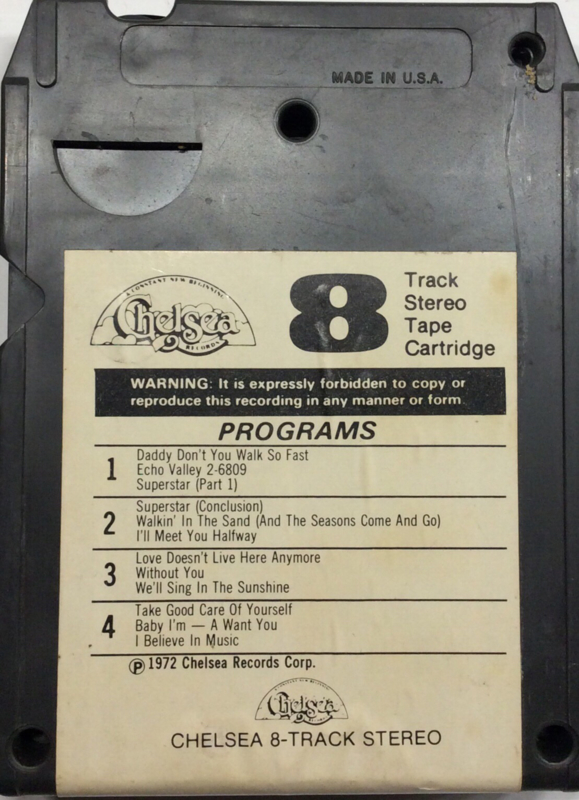 MADE IN U.S.A.
A CONSTANT NEW BEGINNING
Chelsea
RECORDS
8
Track
Stereo
Tape
Cartridge
WARNING: It is expressly forbidden to copy or
reproduce this recording in any manner or form
PROGRAMS
1
Daddy Don't You Walk So Fast
Echo Valley 2-6809
Superstar (Part 1)
2
Superstar (Conclusion)
Walkin' In The Sand (And The Seasons Come And Go)
I'll Meet You Halfway
3
Love Doesn't Live Here Anymore
Without You
We'll Sing In The Sunshine
4
Take Good Care Of Yourself
Baby I'm — A Want You
I Believe In Music
Ⓟ 1972 Chelsea Records Corp.
A CONSTANT NEW BEGINNING
Chelsea
RECORDS
CHELSEA 8-TRACK STEREO